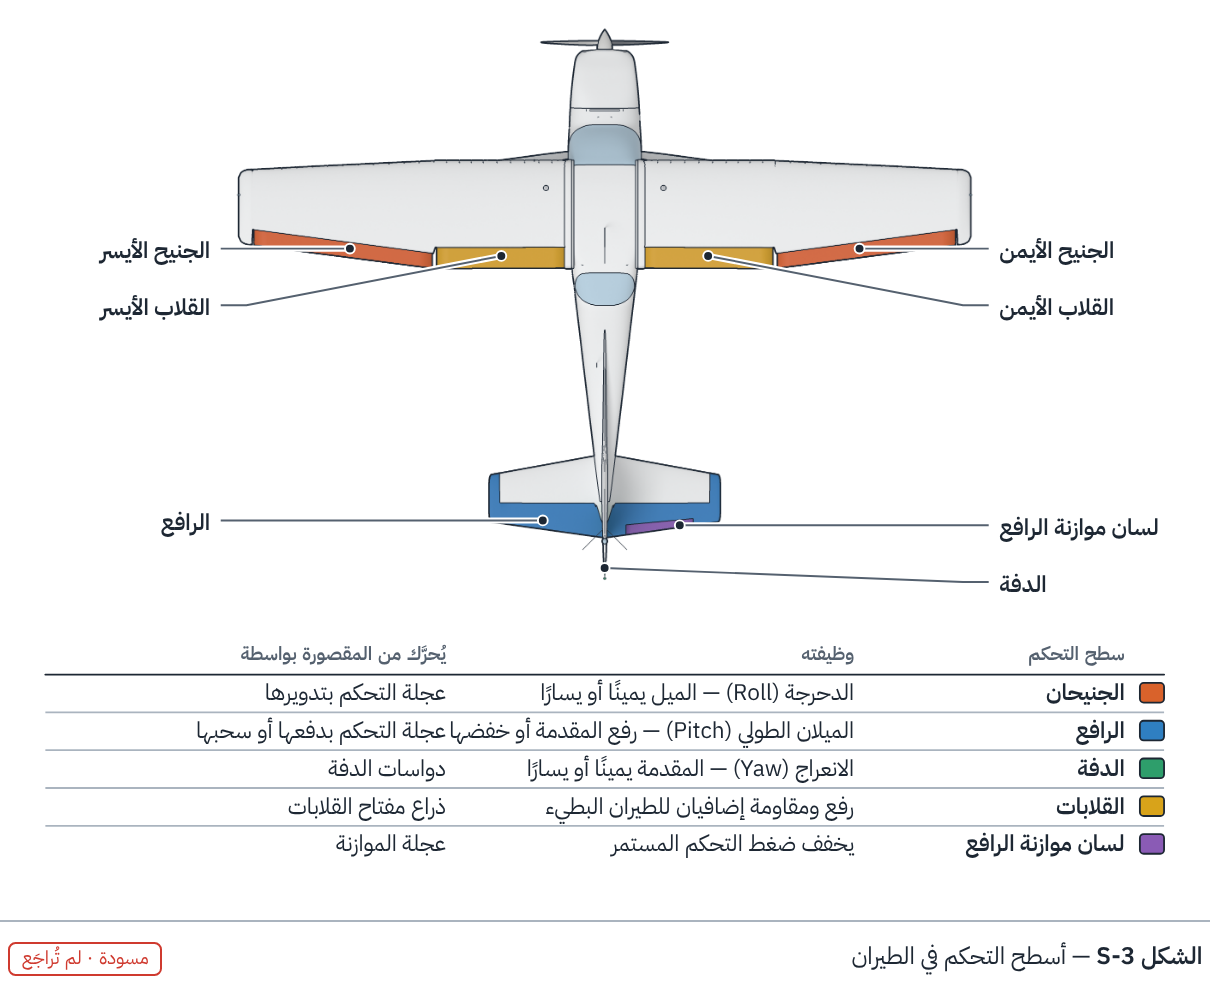 الجنيح الأيمن
الجنيح الأيسر
القلاب الأيمن
القلاب الأيسر
الرافع
لسان موازنة الرافع
الدفة
سطح التحكم وظيفته يُحرَّك من المقصورة بواسطة
الجنيحان الدحرجة (Roll) — الميل يمينًا أو يسارًا عجلة التحكم بتدويرها
الرافع الميلان الطولي (Pitch) — رفع المقدمة أو خفضها عجلة التحكم بدفعها أو سحبها
الدفة الانعراج (Yaw) — المقدمة يمينًا أو يسارًا دواسات الدفة
القلابات رفع ومقاومة إضافيان للطيران البطيء ذراع مفتاح القلابات
لسان موازنة الرافع يخفف ضغط التحكم المستمر عجلة الموازنة
الشكل S-3 — أسطح التحكم في الطيران
مسودة · لم تُراجَع